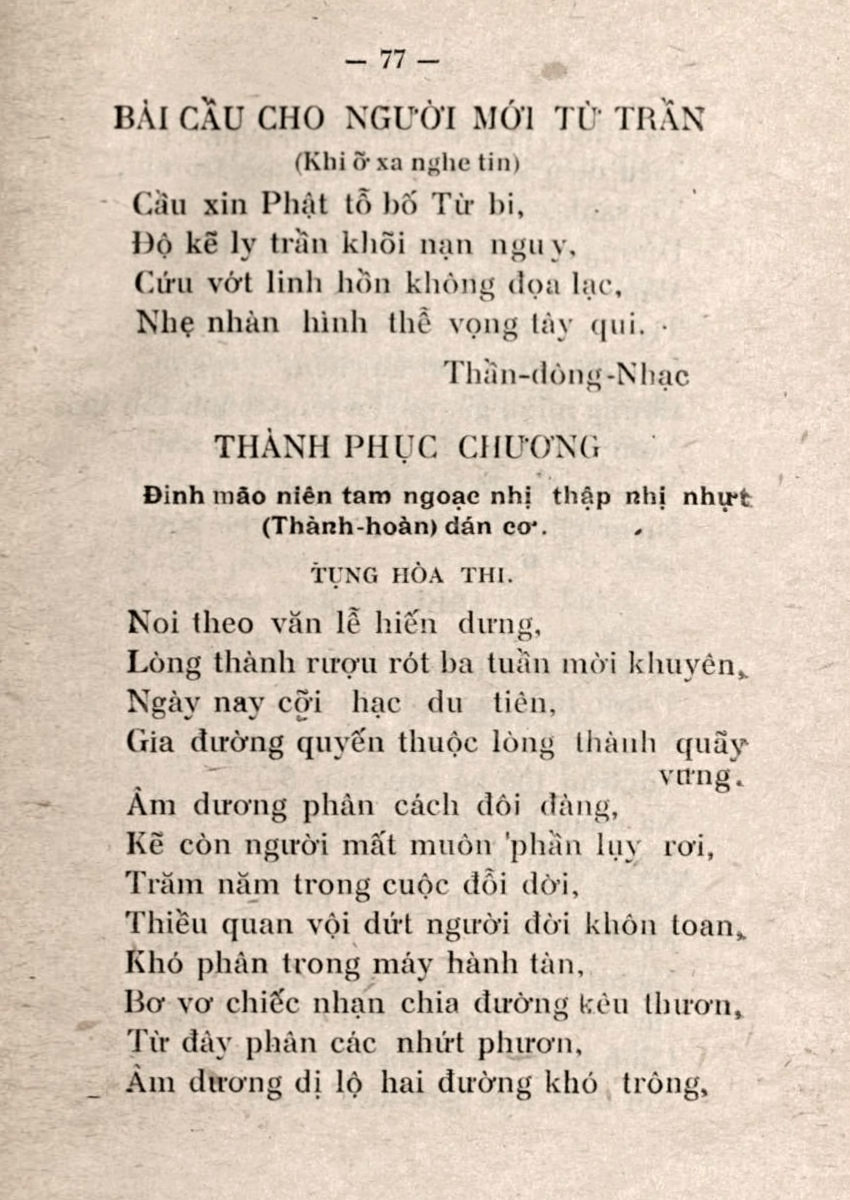 — 77 —
BÀI CẦU CHO NGƯỜI MỚI TỪ TRẦN
(Khi ỡ xa nghe tin)
Cầu xin Phật tỗ bố Từ bi,
Độ kẽ ly trần khõi nạn nguy,
Cứu vớt linh hồn không đọa lạc,
Nhẹ nhàn hình thễ vọng tây qui.
Thần-dòng-Nhạc
THÀNH PHỤC CHƯƠNG
Đinh mão niên tam ngoạc nhị thập nhị nhựt
(Thành-hoàn) dán cơ.
TỤNG HÒA THI.
Noi theo văn lễ hiến dưng,
Lòng thành rượu rót ba tuần mời khuyên,
Ngày nay cỡi hạc du tiên,
Gia đường quyến thuộc lòng thành quãy
vưng.
Âm dương phân cách đôi đàng,
Kẽ còn người mất muôn phần lụy rơi,
Trăm năm trong cuộc đỗi dời,
Thiều quan vội dứt người đời khôn toan,
Khó phân trong máy hành tàn,
Bơ vơ chiếc nhạn chia đường kêu thươn,
Từ đây phân các nhứt phươn,
Âm dương dị lộ hai đường khó trông,